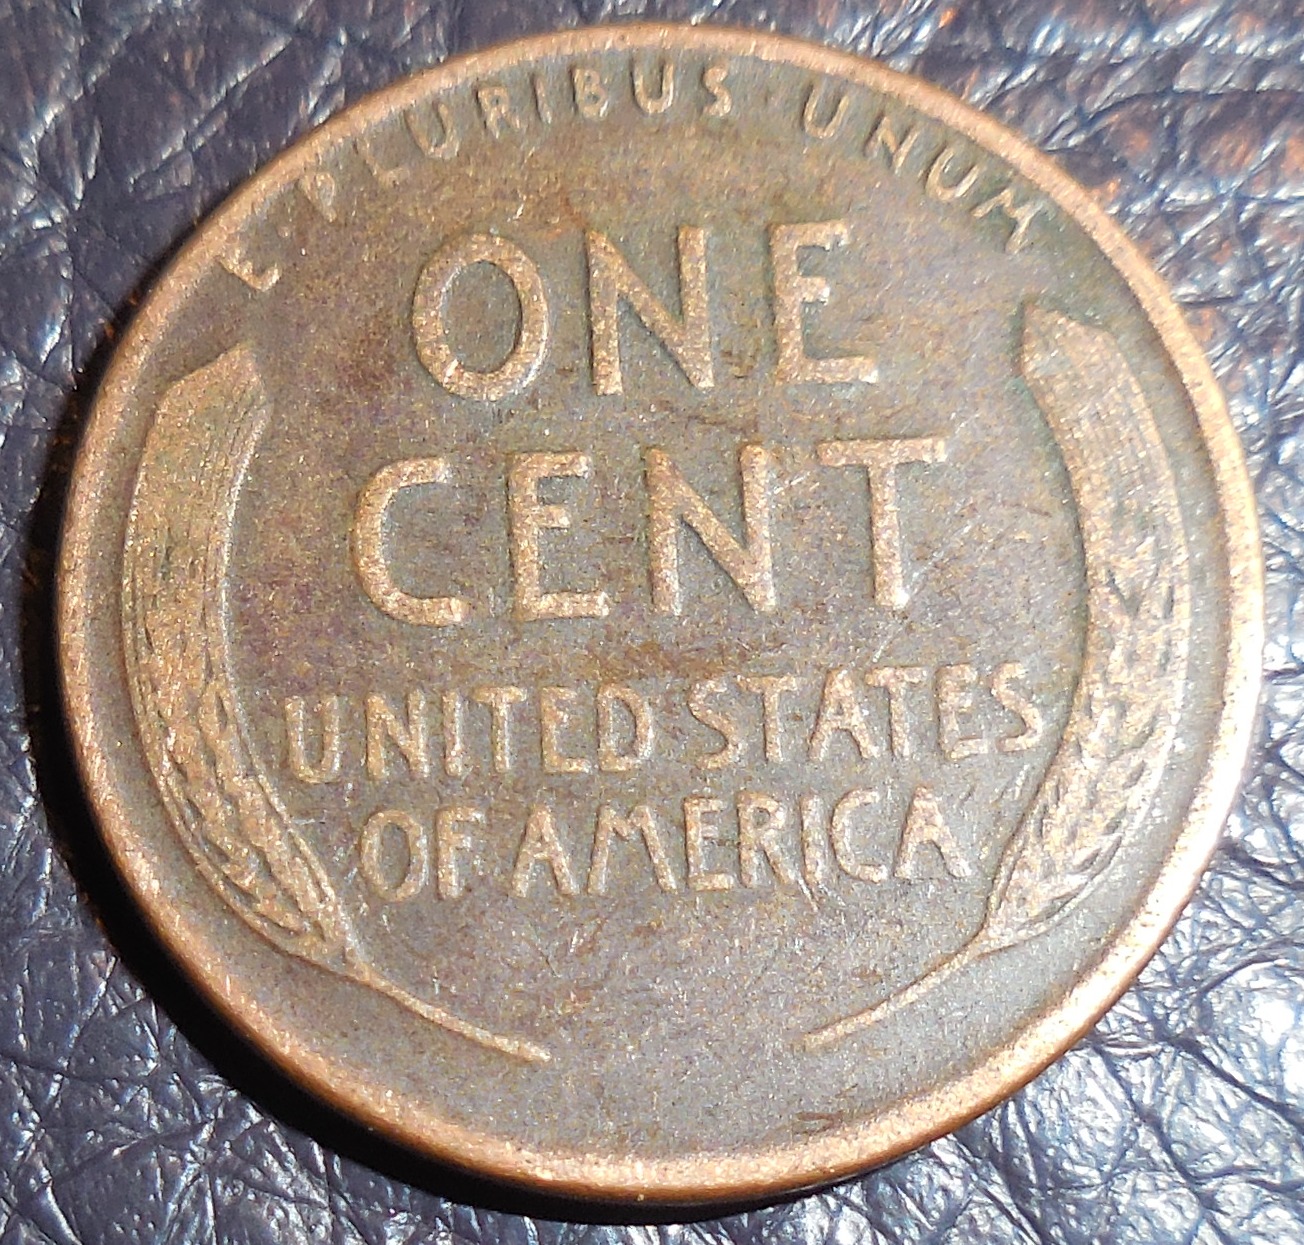 E·PLURIBUS·UNUM
ONE
CENT
UNITED STATES
OF AMERICA